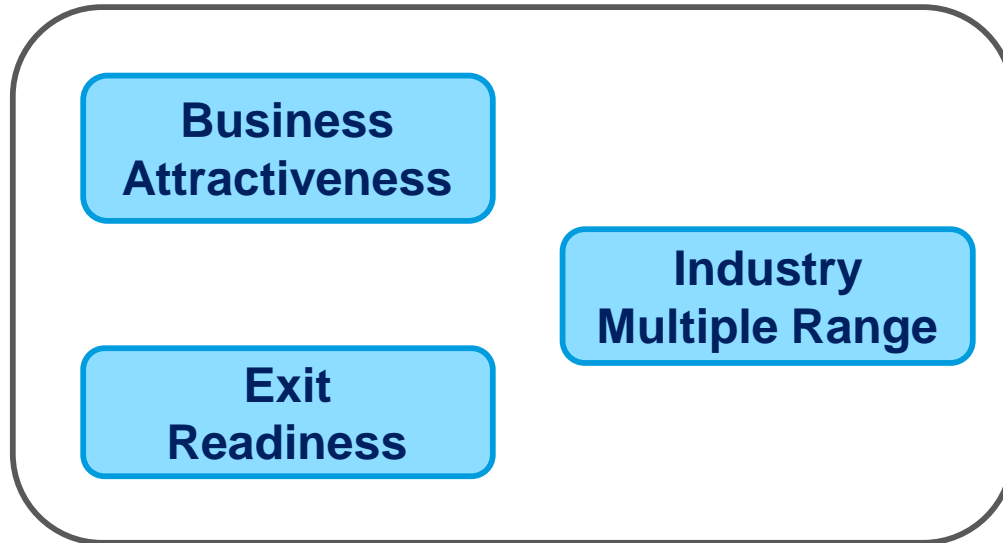 Business
Attractiveness
Industry
Multiple Range
Exit
Readiness